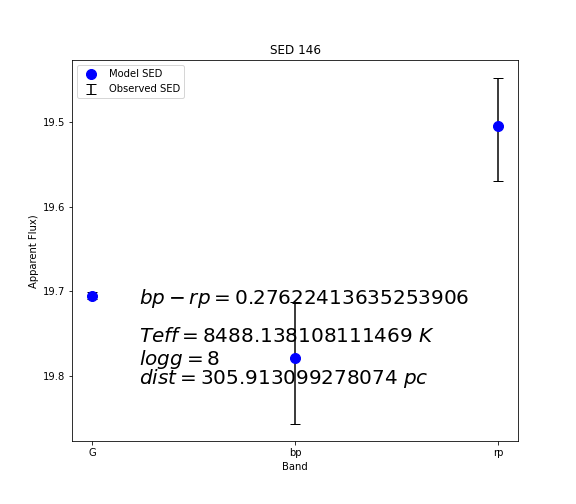 SED 146
Model SED
Observed SED
19.5
19.6
19.7
19.8
Apparent Flux)
bp − rp = 0.27622413635253906
Teff = 8488.138108111469 K
logg = 8
dist = 305.913099278074 pc
G
bp
rp
Band